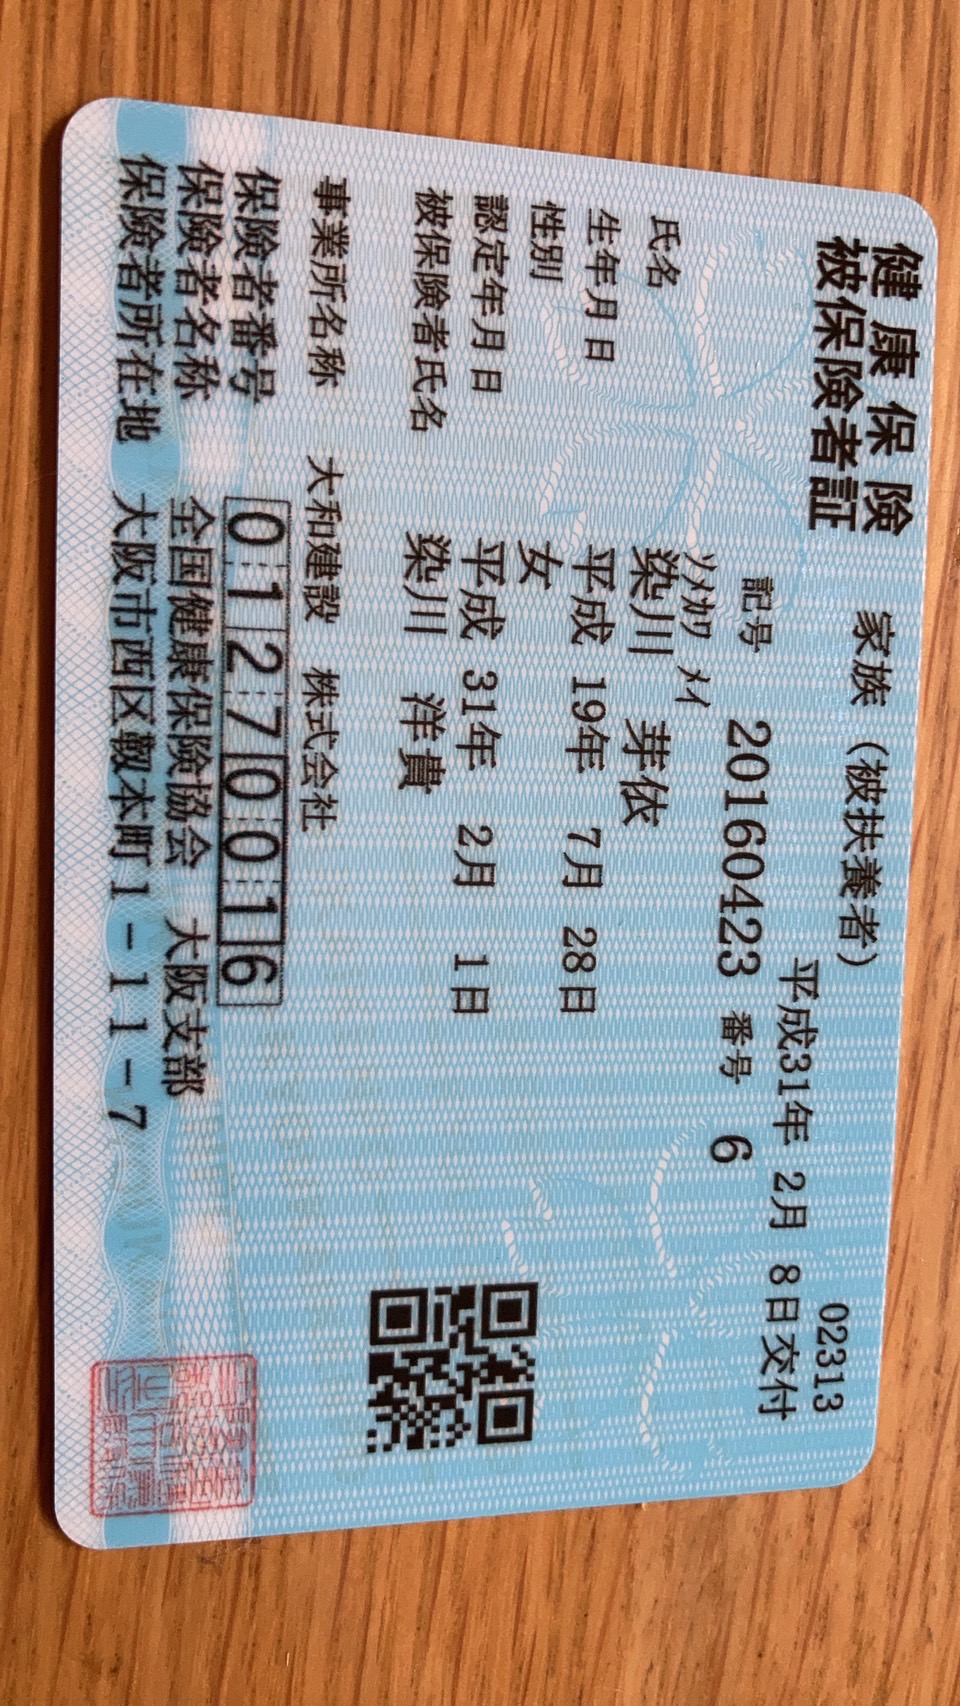 健康保険 家族（被扶養者） 02313
被保険者証 平成31年 2月 8日交付
記号 20160423 番号 6
ｿﾒｶﾜ ﾒｲ
氏名 染川 芽依
生年月日 平成 19年 7月 28日
性別 女
認定年月日 平成 31年 2月 1日
被保険者氏名 染川 洋貴
事業所名称 大和建設 株式会社
保険者番号 01270016
保険者名称 全国健康保険協会 大阪支部
保険者所在地 大阪市西区靱本町1-11-7